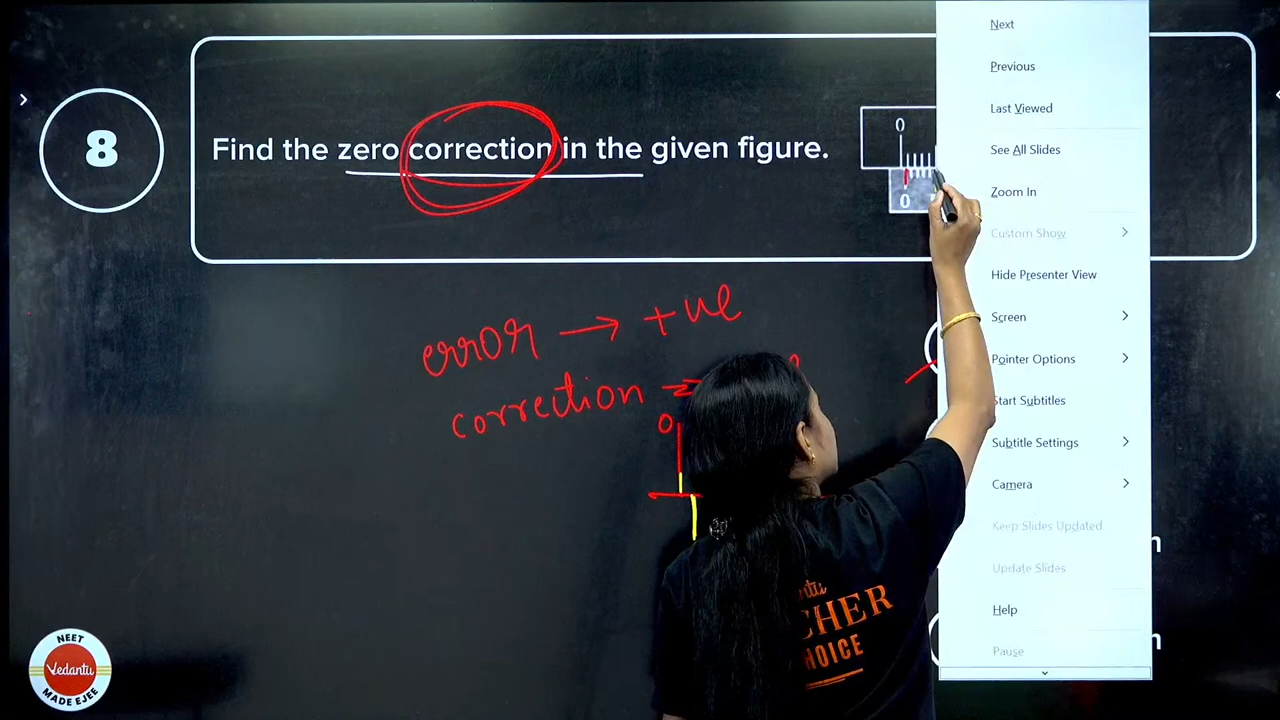 8
Find the zero correction in the given figure.
0
0
error → +ve
correction →
0
Next
Previous
Last Viewed
See All Slides
Zoom In
Custom Show
Hide Presenter View
Screen
Pointer Options
Start Subtitles
Subtitle Settings
Camera
Keep Slides Updated
Update Slides
Help
Pause
CHER
HOICE
NEET
Vedantu
MADE EJEE